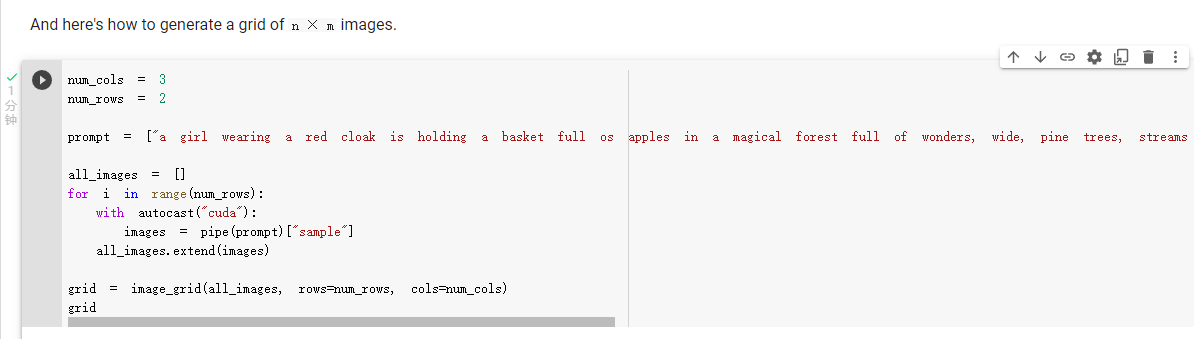 And here's how to generate a grid of n × m images.
1
分
钟
num_cols = 3
num_rows = 2
prompt = ["a girl wearing a red cloak is holding a basket full os apples in a magical forest full of wonders, wide, pine trees, streams
all_images = []
for i in range(num_rows):
    with autocast("cuda"):
        images = pipe(prompt)["sample"]
    all_images.extend(images)
grid = image_grid(all_images, rows=num_rows, cols=num_cols)
grid